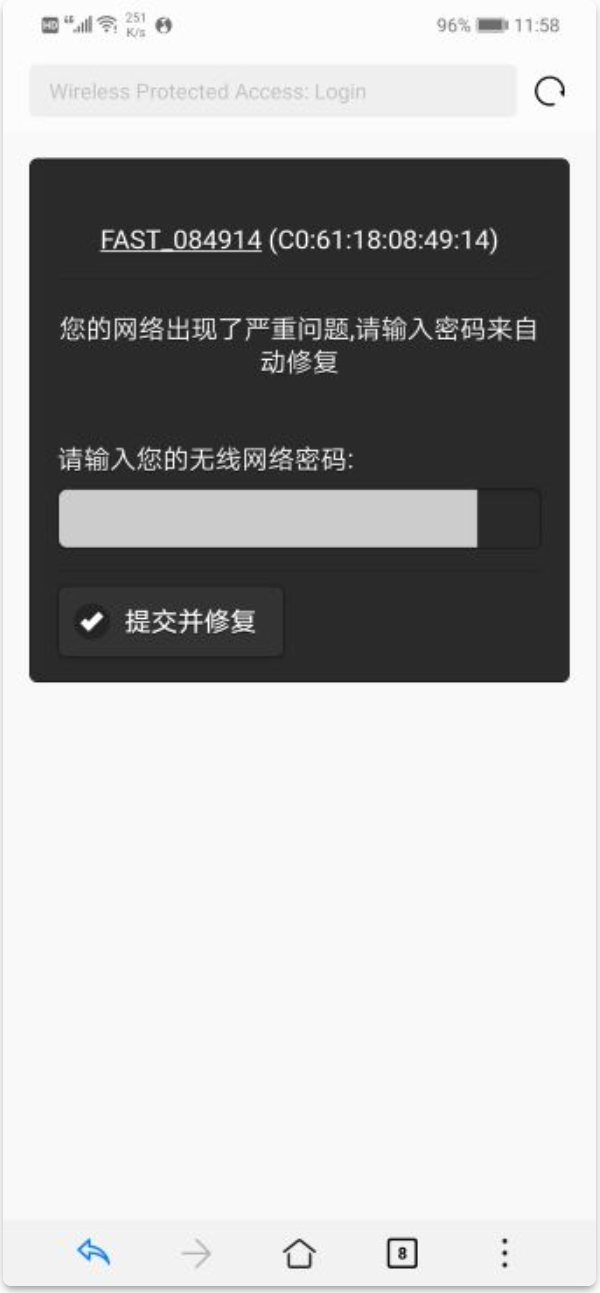 HD 251 K/s 96% 11:58
Wireless Protected Access: Login
FAST_084914 (C0:61:18:08:49:14)
您的网络出现了严重问题,请输入密码来自
动修复
请输入您的无线网络密码:
提交并修复
8